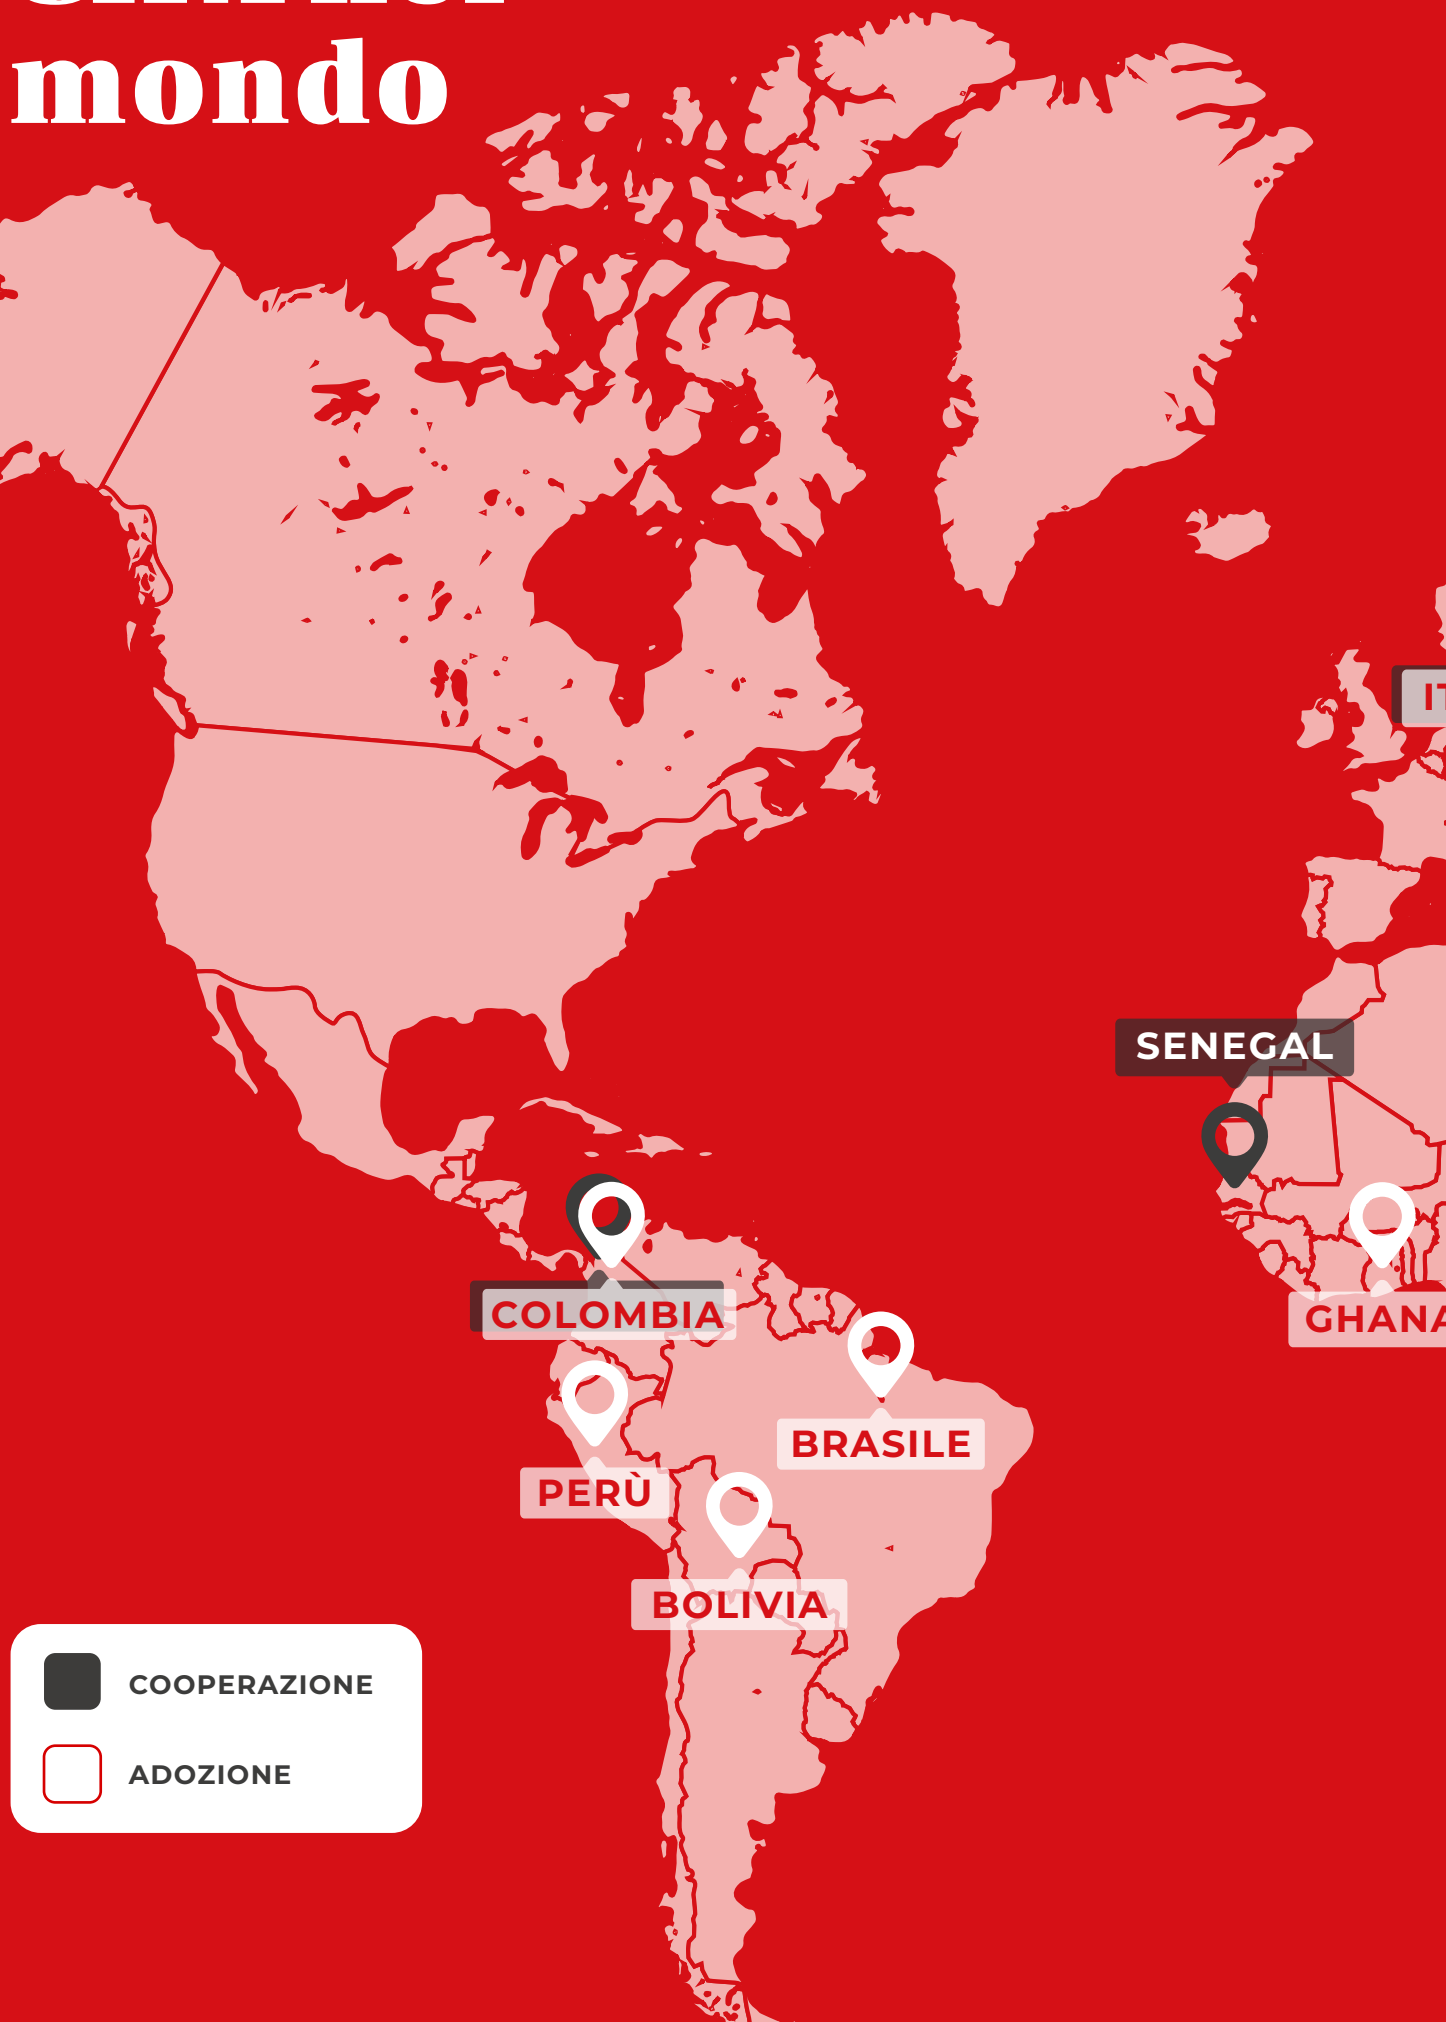 mondo
SENEGAL
COLOMBIA
GHANA
BRASILE
PERÙ
BOLIVIA
COOPERAZIONE
ADOZIONE